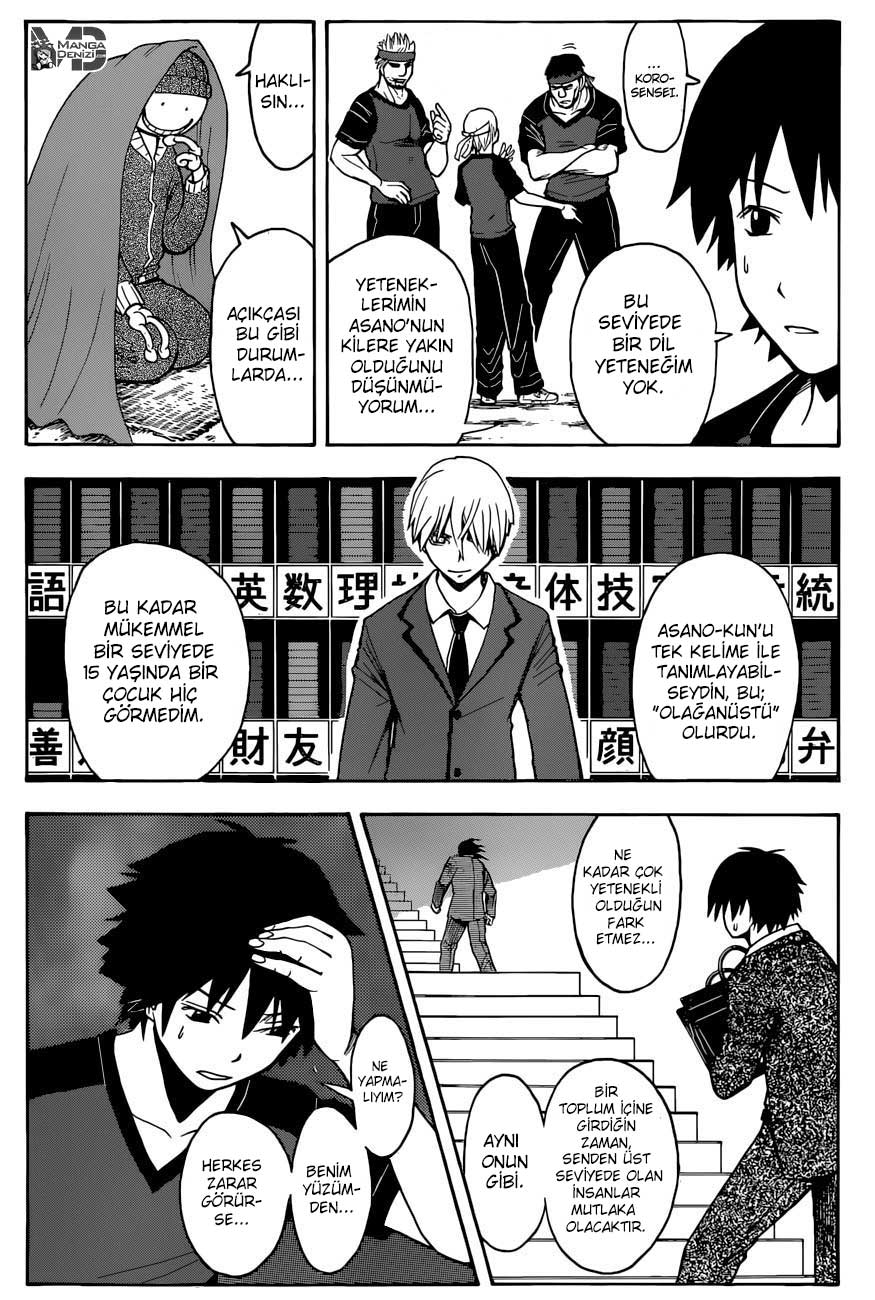 MANGA
DENİZİ
...
KORO-
SENSEI.
BU
SEVİYEDE
BİR DİL
YETENEĞİM
YOK.
YETENEK-
LERİMİN
ASANO'NUN
KİLERE YAKIN
OLDUĞUNU
DÜŞÜNMÜ-
YORUM...
HAKLI-
SIN...
AÇIKÇASI
BU GİBİ
DURUM-
LARDA...
語 英 数 理 体 技 統
善 財 友 顔 弁
ASANO-KUN'U
TEK KELİME İLE
TANIMLAYABİL-
SEYDİN, BU;
"OLAĞANÜSTÜ"
OLURDU.
BU KADAR
MÜKEMMEL
BİR SEVİYEDE
15 YAŞINDA BİR
ÇOCUK HİÇ
GÖRMEDİM.
NE
KADAR ÇOK
YETENEKLİ
OLDUĞUN
FARK
ETMEZ...
BİR
TOPLUM İÇİNE
GİRDİĞİN
ZAMAN,
SENDEN ÜST
SEVİYEDE OLAN
İNSANLAR
MUTLAKA
OLACAKTIR.
AYNI
ONUN
GİBİ.
NE
YAPMA-
LIYIM?
BENİM
YÜZÜM-
DEN...
HERKES
ZARAR
GÖRÜR-
SE...